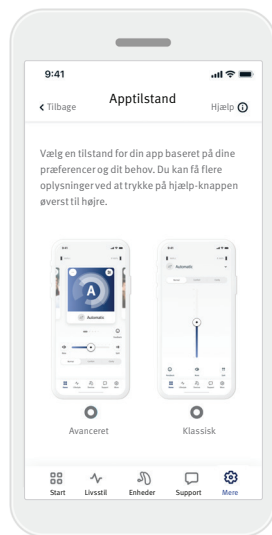 9:41
Tilbage
Apptilstand
Hjælp
Vælg en tilstand for din app baseret på dine
præferencer og dit behov. Du kan få flere
oplysninger ved at trykke på hjælp-knappen
øverst til højre.
A
Automatic
Automatic
Avanceret
Klassisk
Start
Livsstil
Enheder
Support
Mere